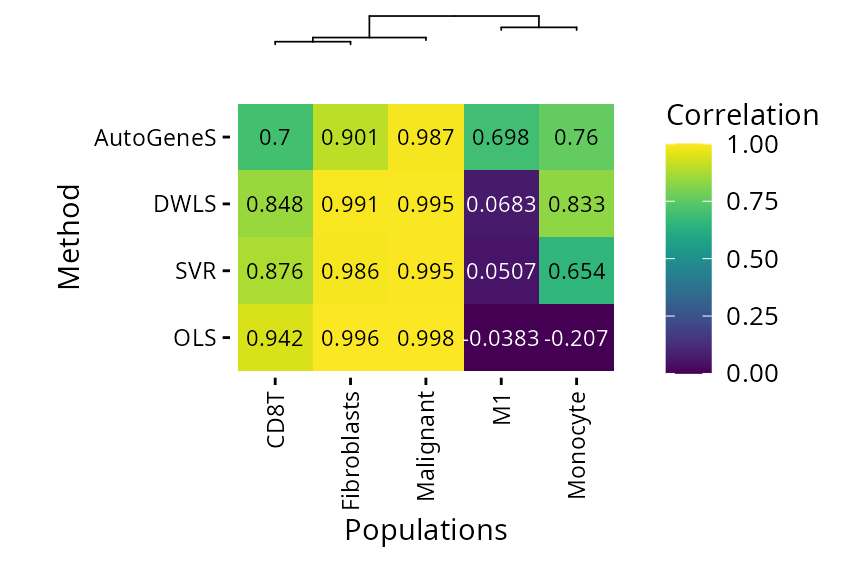 Correlation
1.00
0.75
0.50
0.25
0.00
Method
AutoGeneS 0.7 0.901 0.987 0.698 0.76
DWLS 0.848 0.991 0.995 0.0683 0.833
SVR 0.876 0.986 0.995 0.0507 0.654
OLS 0.942 0.996 0.998 -0.0383 -0.207
CD8T Fibroblasts Malignant M1 Monocyte
Populations